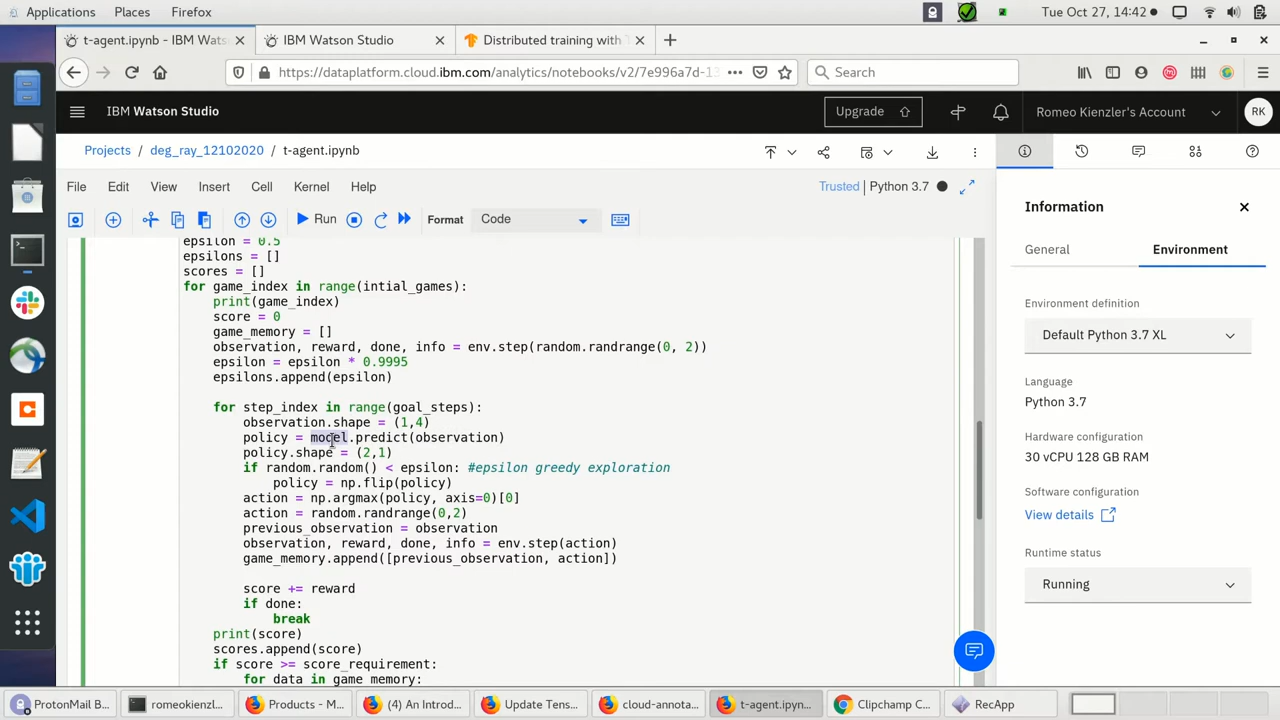 Applications Places Firefox Tue Oct 27, 14:42
t-agent.ipynb - IBM Wats IBM Watson Studio Distributed training with T
https://dataplatform.cloud.ibm.com/analytics/notebooks/v2/7e996a7d-13 Search
IBM Watson Studio Upgrade Romeo Kienzler's Account RK
Projects / deg_ray_12102020 / t-agent.ipynb
File Edit View Insert Cell Kernel Help Trusted | Python 3.7
Run Format Code
epsilon = 0.5
epsilons = []
scores = []
for game_index in range(intial_games):
print(game_index)
score = 0
game_memory = []
observation, reward, done, info = env.step(random.randrange(0, 2))
epsilon = epsilon * 0.9995
epsilons.append(epsilon)
for step_index in range(goal_steps):
observation.shape = (1,4)
policy = model.predict(observation)
policy.shape = (2,1)
if random.random() < epsilon: #epsilon greedy exploration
policy = np.flip(policy)
action = np.argmax(policy, axis=0)[0]
action = random.randrange(0,2)
previous_observation = observation
observation, reward, done, info = env.step(action)
game_memory.append([previous_observation, action])
score += reward
if done:
break
print(score)
scores.append(score)
if score >= score_requirement:
for data in game_memory:
Information
General Environment
Environment definition
Default Python 3.7 XL
Language
Python 3.7
Hardware configuration
30 vCPU 128 GB RAM
Software configuration
View details
Runtime status
Running
ProtonMail B... romeokienzl... Products - M... (4) An Introd... Update Tens... cloud-annota... t-agent.ipyn... Clipchamp C... RecApp